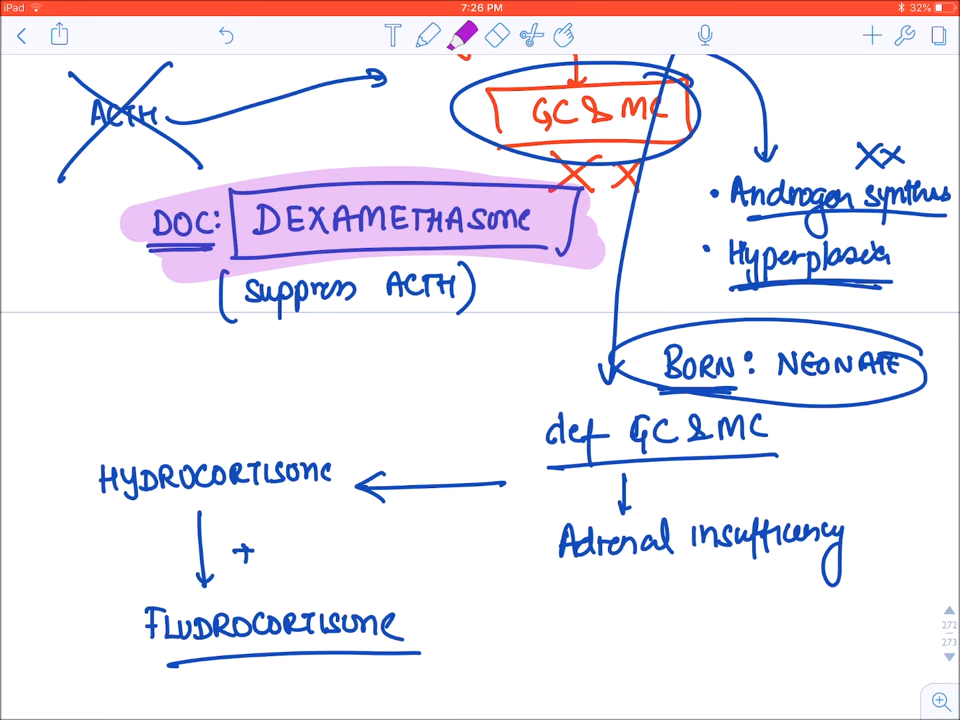 iPad
7:26 PM
32%
T
ACTH
GC & MC
XX
• Androgen synthes
• Hyperplasia
DOC: DEXAMETHASONE
(suppress ACTH)
BORN: NEONATE
def GC & MC
HYDROCORTISONE
Adrenal insufficiency
+
FLUDROCORTISONE
272
273